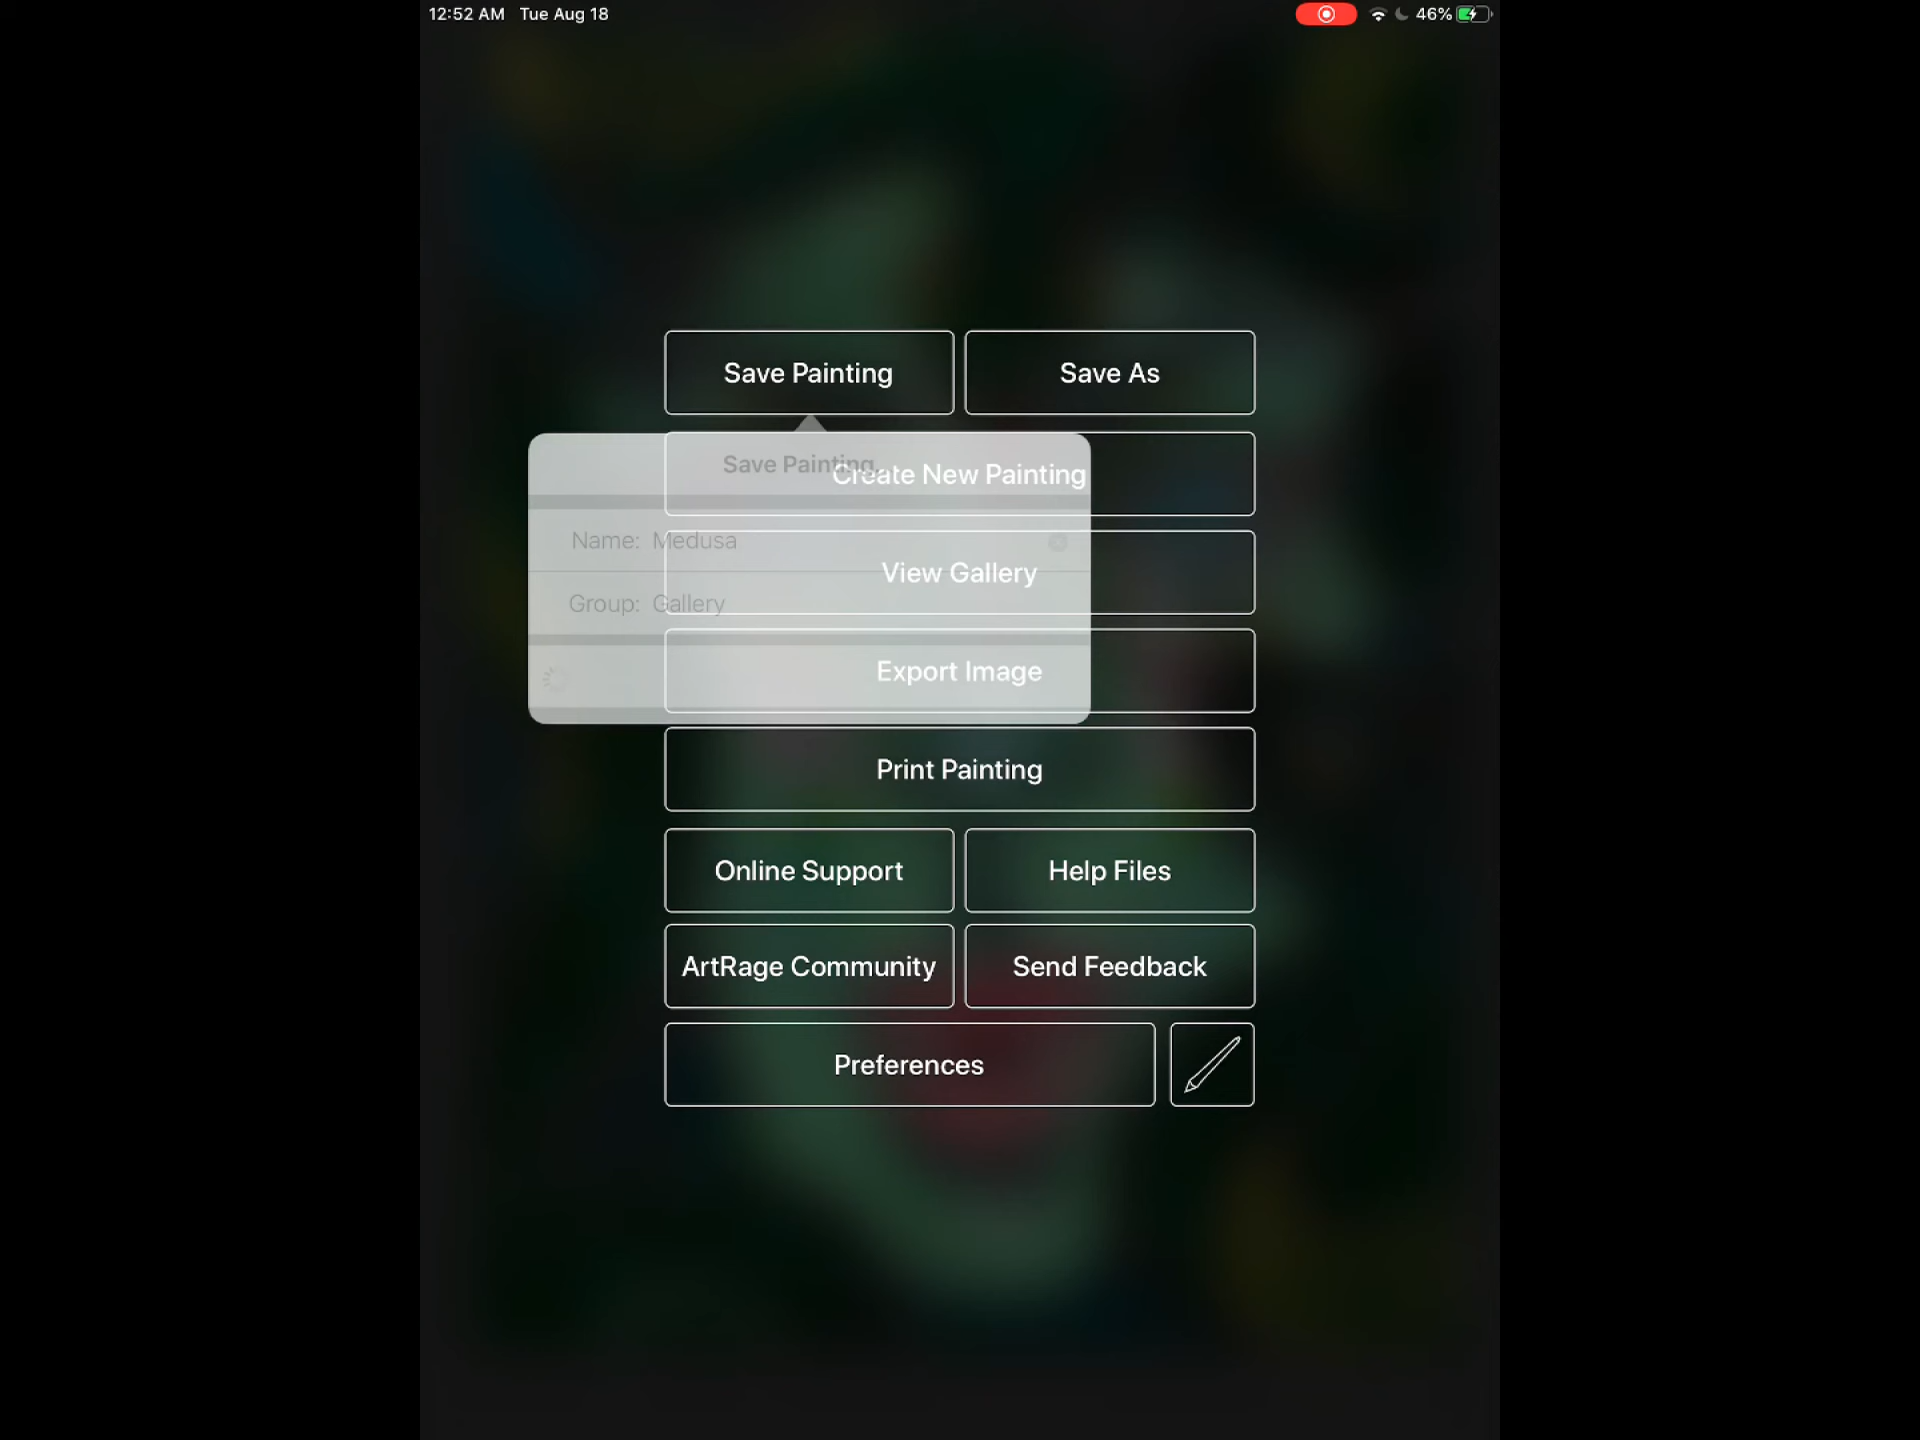 12:52 AM Tue Aug 18
46%
Save Painting
Save As
Save Painting
Create New Painting
Name: Medusa
View Gallery
Group: Gallery
Export Image
Print Painting
Online Support
Help Files
ArtRage Community
Send Feedback
Preferences